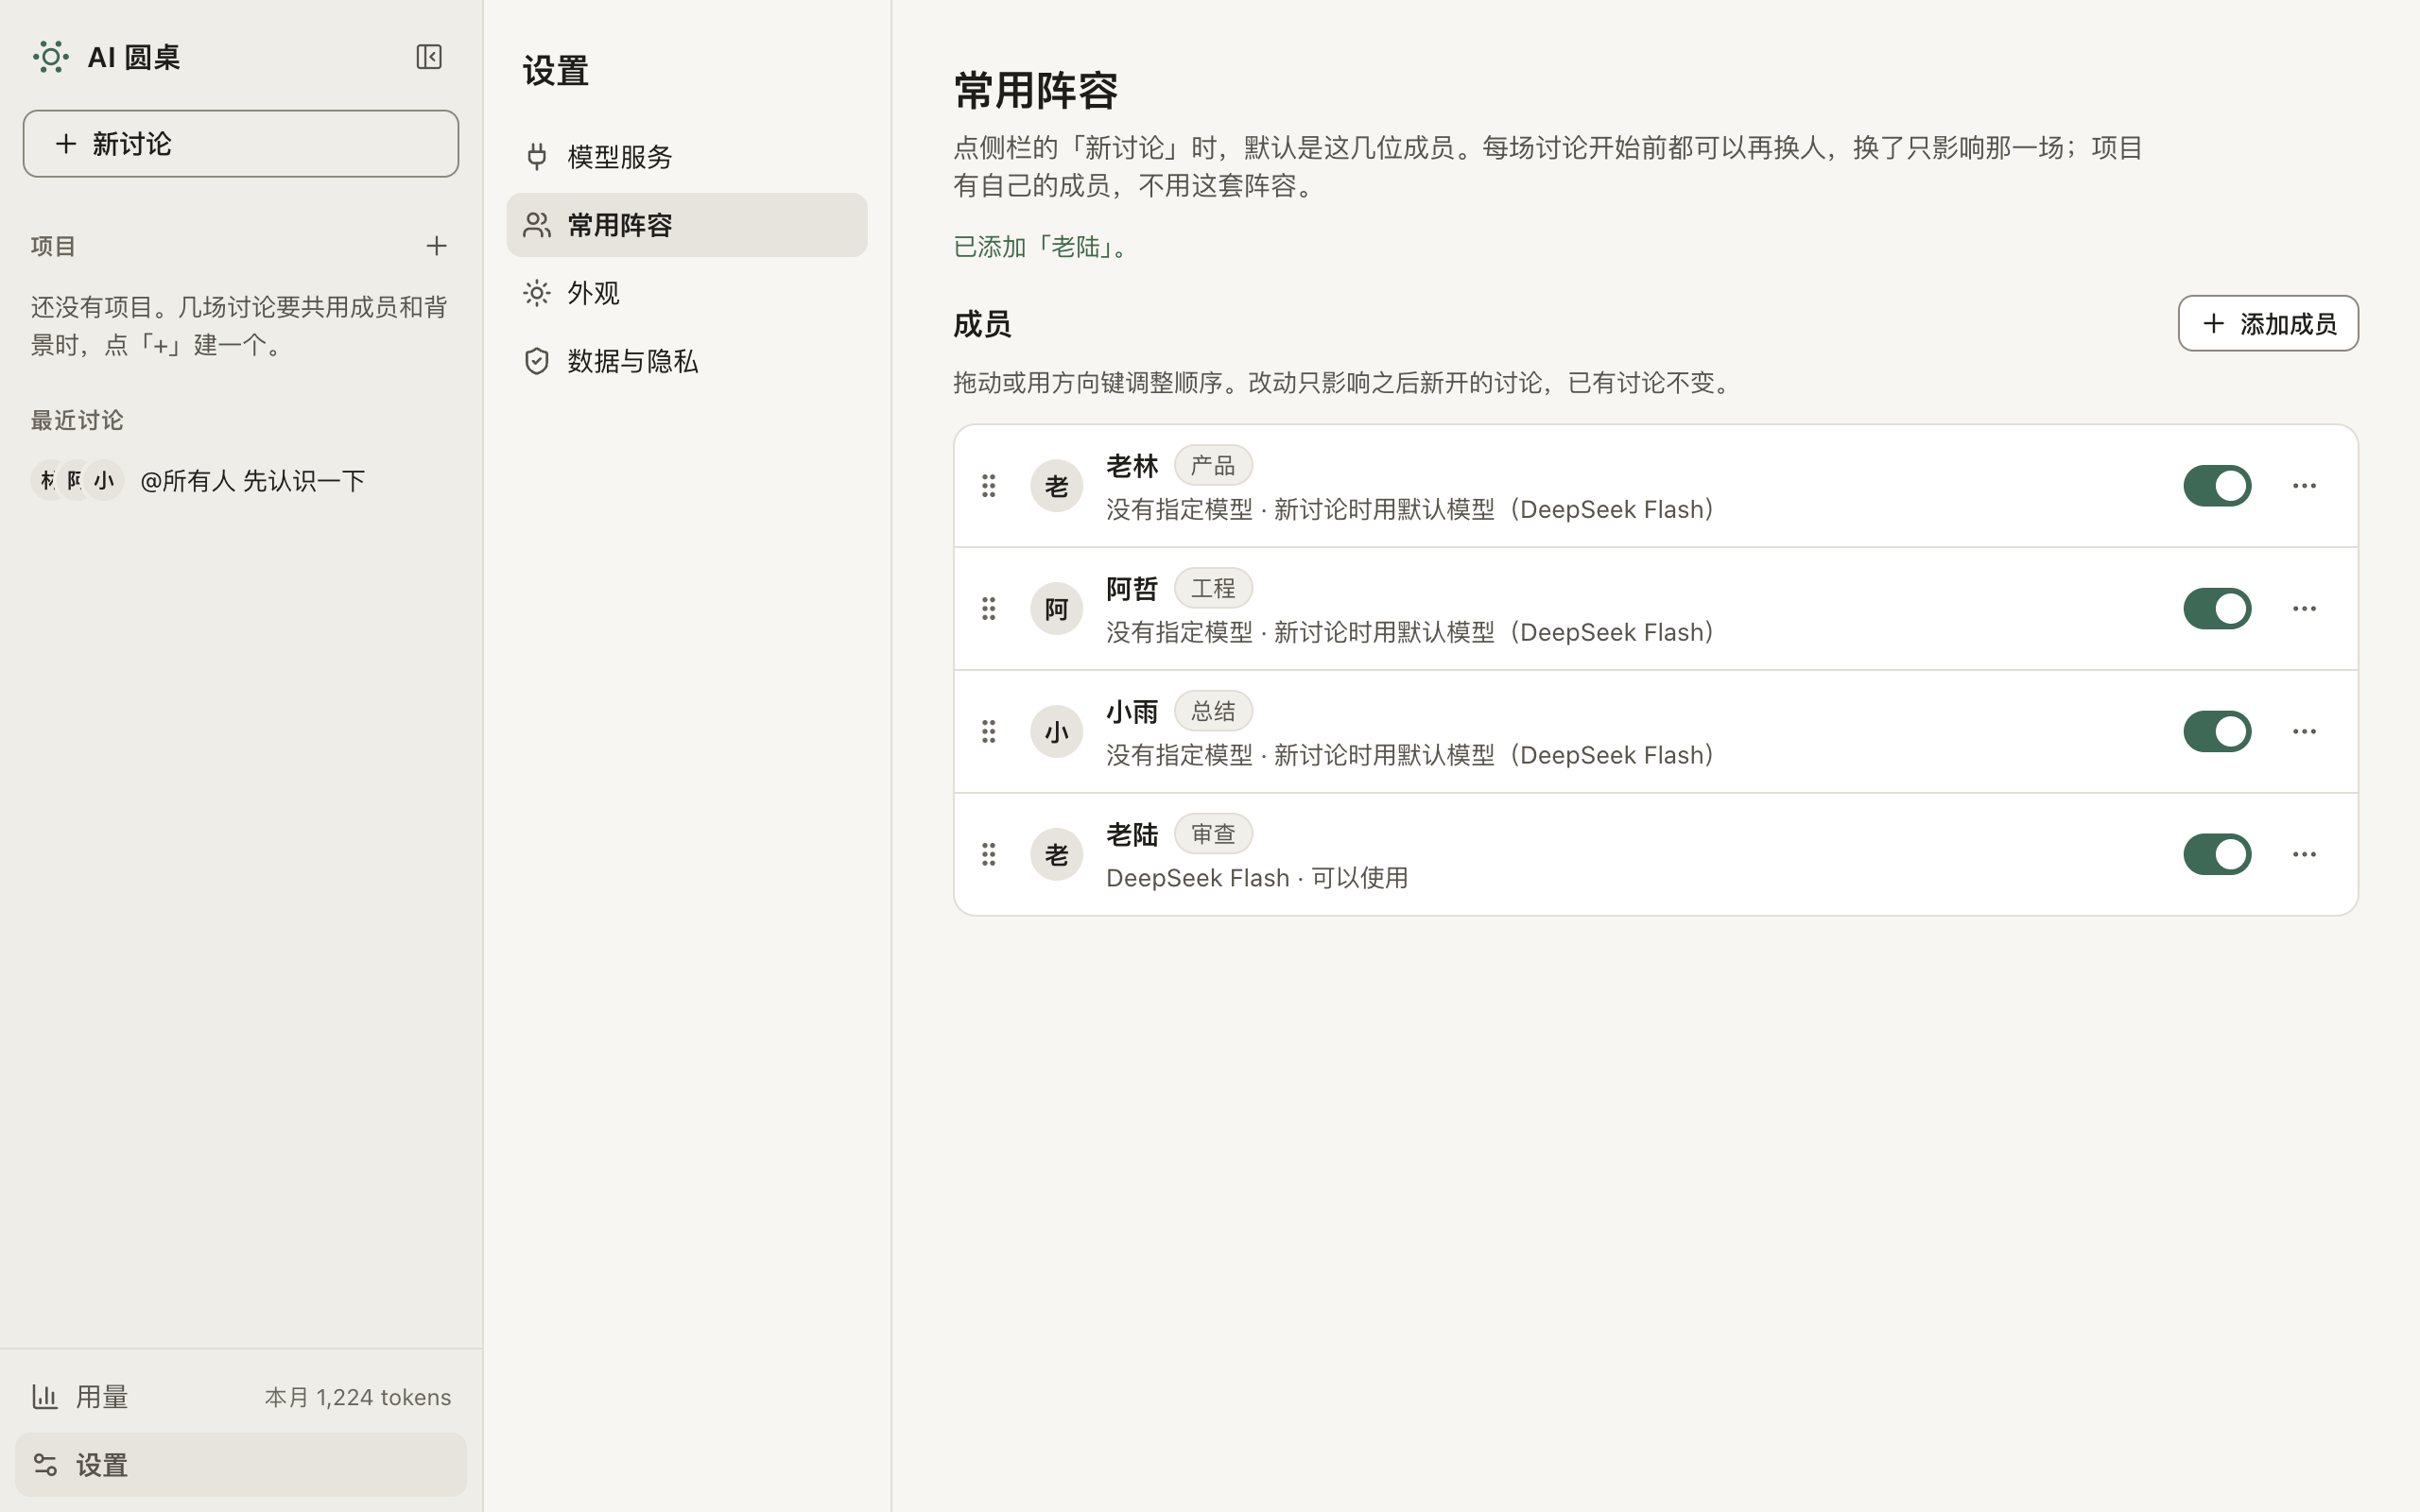 AI 圆桌
新讨论
项目
还没有项目。几场讨论要共用成员和背
景时，点「+」建一个。
最近讨论
阿 小 @所有人 先认识一下
用量 本月 1,224 tokens
设置
设置
模型服务
常用阵容
外观
数据与隐私
常用阵容
点侧栏的「新讨论」时，默认是这几位成员。每场讨论开始前都可以再换人，换了只影响那一场；项目
有自己的成员，不用这套阵容。
已添加「老陆」。
成员
添加成员
拖动或用方向键调整顺序。改动只影响之后新开的讨论，已有讨论不变。
老 老林 产品
没有指定模型 · 新讨论时用默认模型（DeepSeek Flash）
阿 阿哲 工程
没有指定模型 · 新讨论时用默认模型（DeepSeek Flash）
小 小雨 总结
没有指定模型 · 新讨论时用默认模型（DeepSeek Flash）
老 老陆 审查
DeepSeek Flash · 可以使用